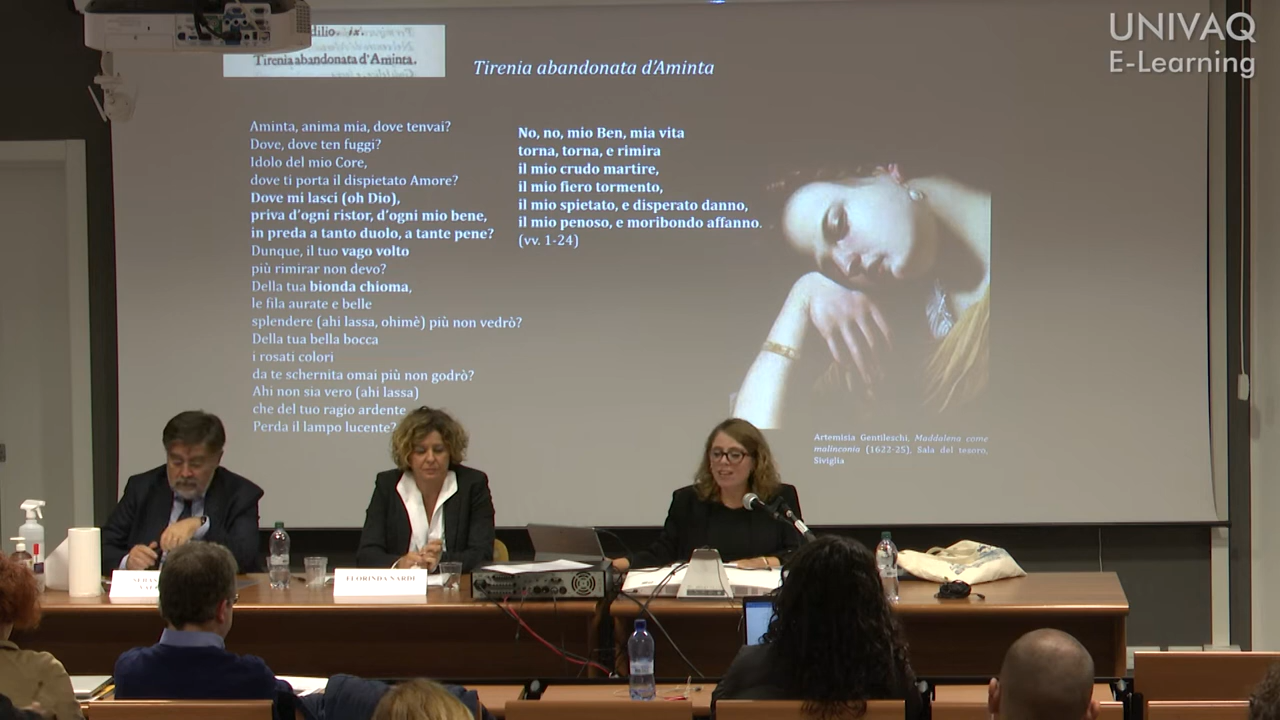 UNIVAQ
E-Learning
dilio. ix.
Tirenia abandonata d'Aminta.
Tirenia abandonata d'Aminta
Aminta, anima mia, dove tenvai?
Dove, dove ten fuggi?
Idolo del mio Core,
dove ti porta il dispietato Amore?
Dove mi lasci (oh Dio),
priva d'ogni ristor, d'ogni mio bene,
in preda a tanto duolo, a tante pene?
Dunque, il tuo vago volto
più rimirar non devo?
Della tua bionda chioma,
le fila aurate e belle
splendere (ahi lassa, ohimè) più non vedrò?
Della tua bella bocca
i rosati colori
da te schernita omai più non godrò?
Ahi non sia vero (ahi lassa)
che del tuo ragio ardente
Perda il lampo lucente?
No, no, mio Ben, mia vita
torna, torna, e rimira
il mio crudo martire,
il mio fiero tormento,
il mio spietato, e disperato danno,
il mio penoso, e moribondo affanno.
(vv. 1-24)
Artemisia Gentileschi, Maddalena come
malinconia (1622-25), Sala del tesoro,
Siviglia
FLORINDA NARDI